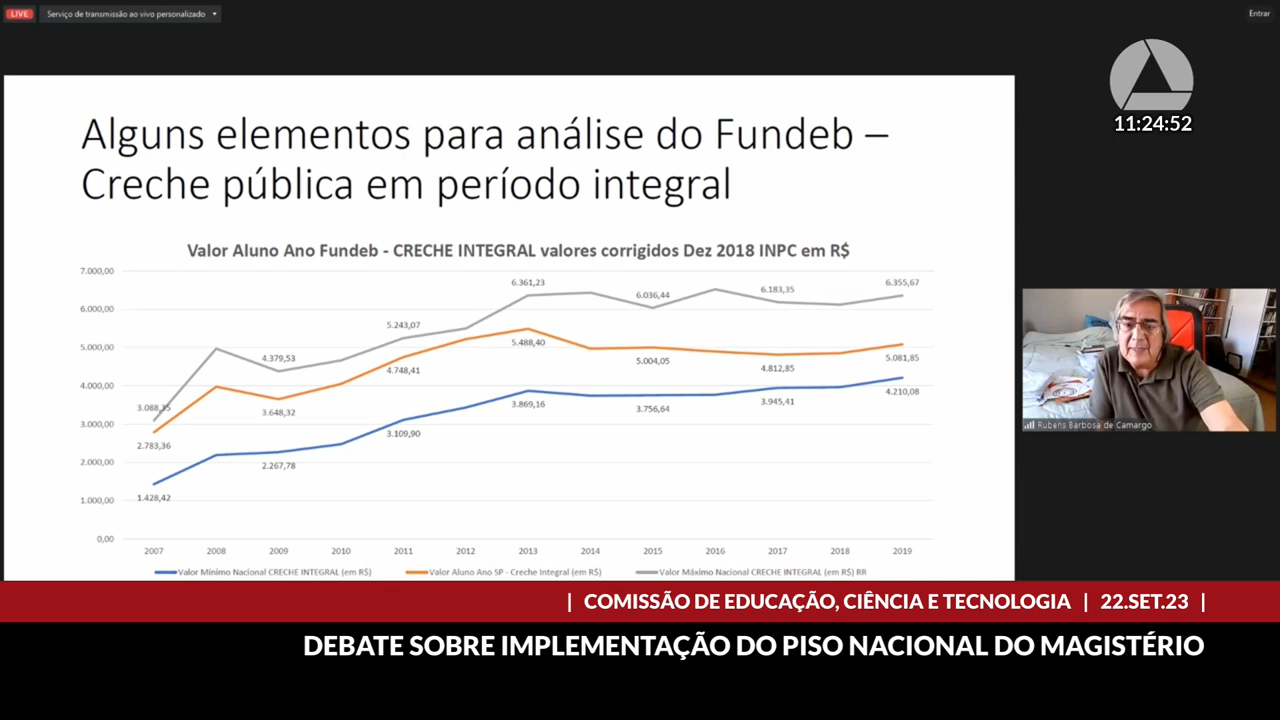 LIVE
Serviço de transmissão ao vivo personalizado
Entrar
11:24:52
Alguns elementos para análise do Fundeb –
Creche pública em período integral
Valor Aluno Ano Fundeb - CRECHE INTEGRAL valores corrigidos Dez 2018 INPC em R$
7.000,00
6.000,00
5.000,00
4.000,00
3.000,00
2.000,00
1.000,00
0,00
3.088,35
4.379,53
5.243,07
6.361,23
6.036,44
6.183,35
6.355,67
2.783,36
3.648,32
4.748,41
5.488,40
5.004,05
4.812,85
5.081,85
1.428,42
2.267,78
3.109,90
3.869,16
3.756,64
3.945,41
4.210,08
2007 2008 2009 2010 2011 2012 2013 2014 2015 2016 2017 2018 2019
Valor Mínimo Nacional CRECHE INTEGRAL (em R$) Valor Aluno Ano SP - Creche Integral (em R$) Valor Máximo Nacional CRECHE INTEGRAL (em R$) RR
Rubens Barbosa de Camargo
| COMISSÃO DE EDUCAÇÃO, CIÊNCIA E TECNOLOGIA | 22.SET.23 |
DEBATE SOBRE IMPLEMENTAÇÃO DO PISO NACIONAL DO MAGISTÉRIO